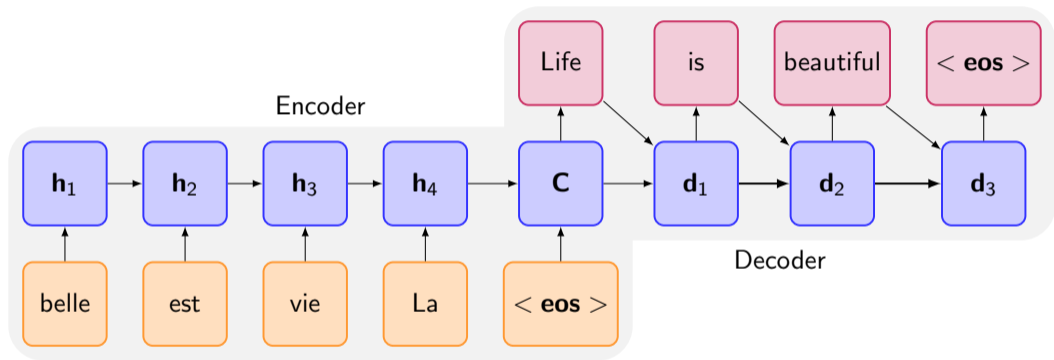 Life
is
beautiful
< eos >
Encoder
h₁
h₂
h₃
h₄
C
d₁
d₂
d₃
Decoder
belle
est
vie
La
< eos >